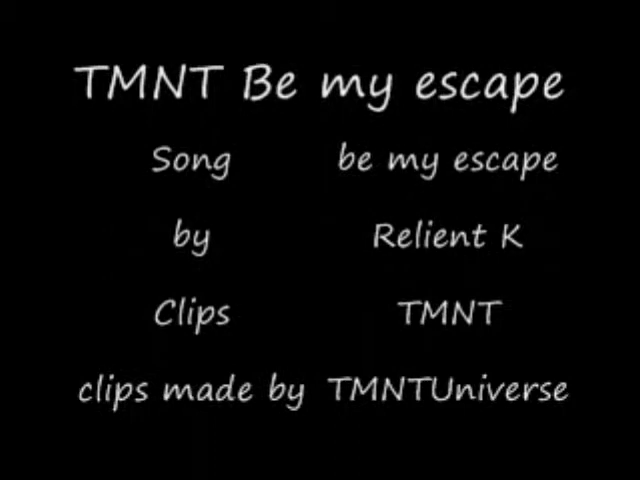 TMNT Be my escape
Song be my escape
by Relient K
Clips TMNT
clips made by TMNTUniverse